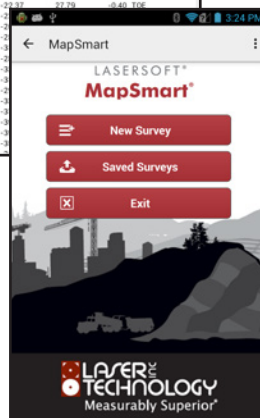 -22.37 27.79 -0.40 TOE
3:24 PM
MapSmart
LASERSOFT®
MapSmart®
New Survey
Saved Surveys
Exit
LASER INC
TECHNOLOGY
Measurably Superior®